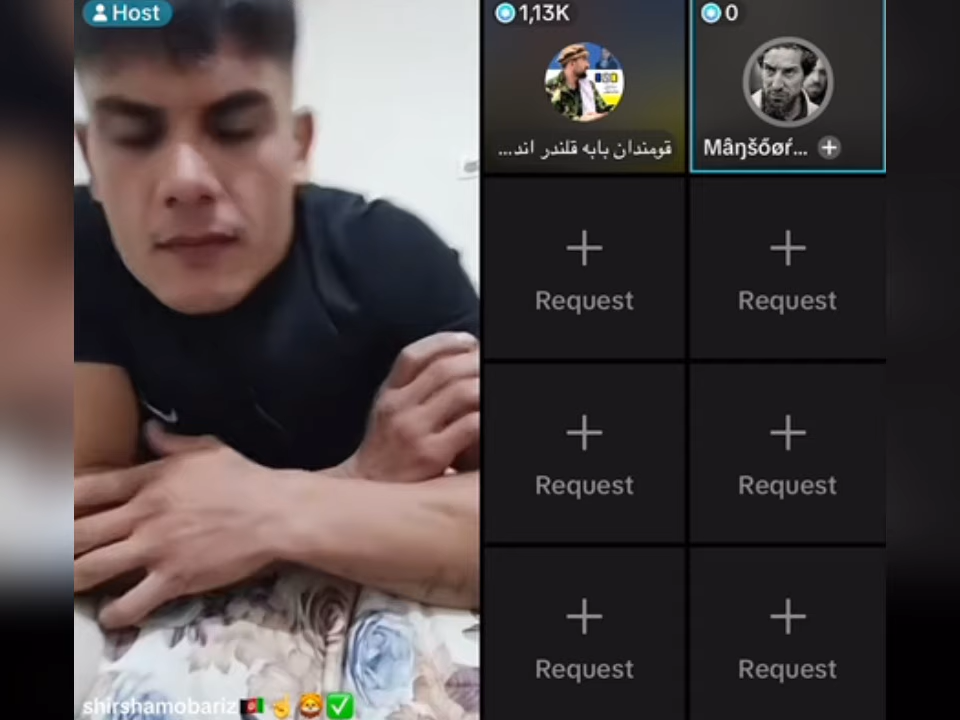 Host
1,13K
0
قومندان بابه قلندر اند...
Mâŋšőøŕ...
Request
Request
Request
Request
Request
Request
shirshamobariz🇦🇫☝️🦁✅